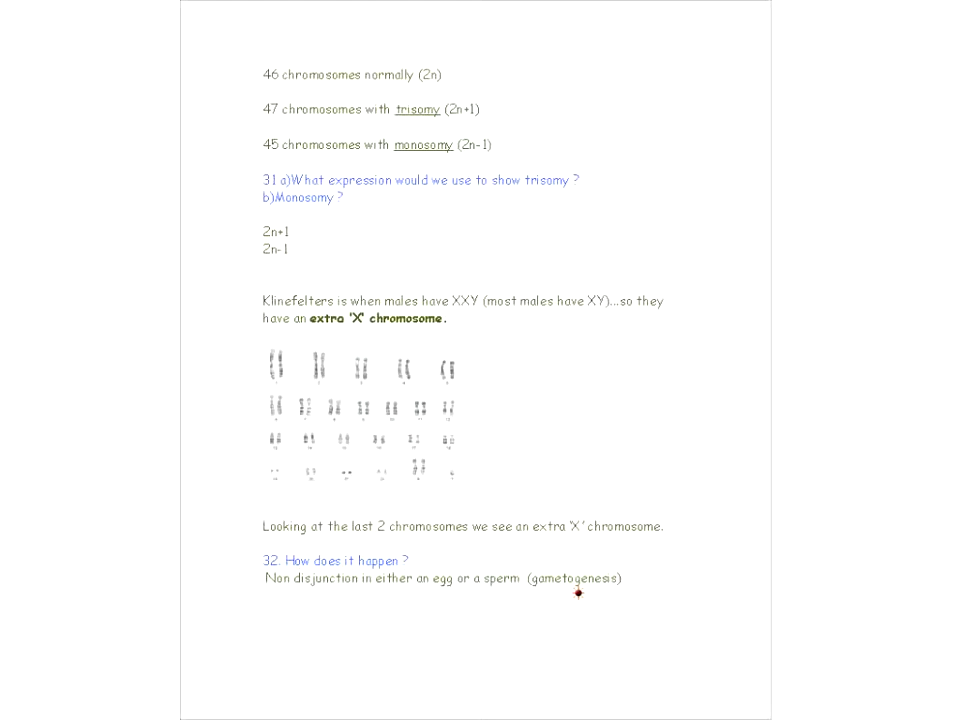 46 chromosomes normally (2n)
47 chromosomes with trisomy (2n+1)
45 chromosomes with monosomy (2n-1)
31 a)What expression would we use to show trisomy ?
b)Monosomy ?
2n+1
2n-1
Klinefelters is when males have XXY (most males have XY)...so they
have an extra 'X' chromosome.
Looking at the last 2 chromosomes we see an extra 'X' chromosome.
32. How does it happen ?
Non disjunction in either an egg or a sperm (gametogenesis)